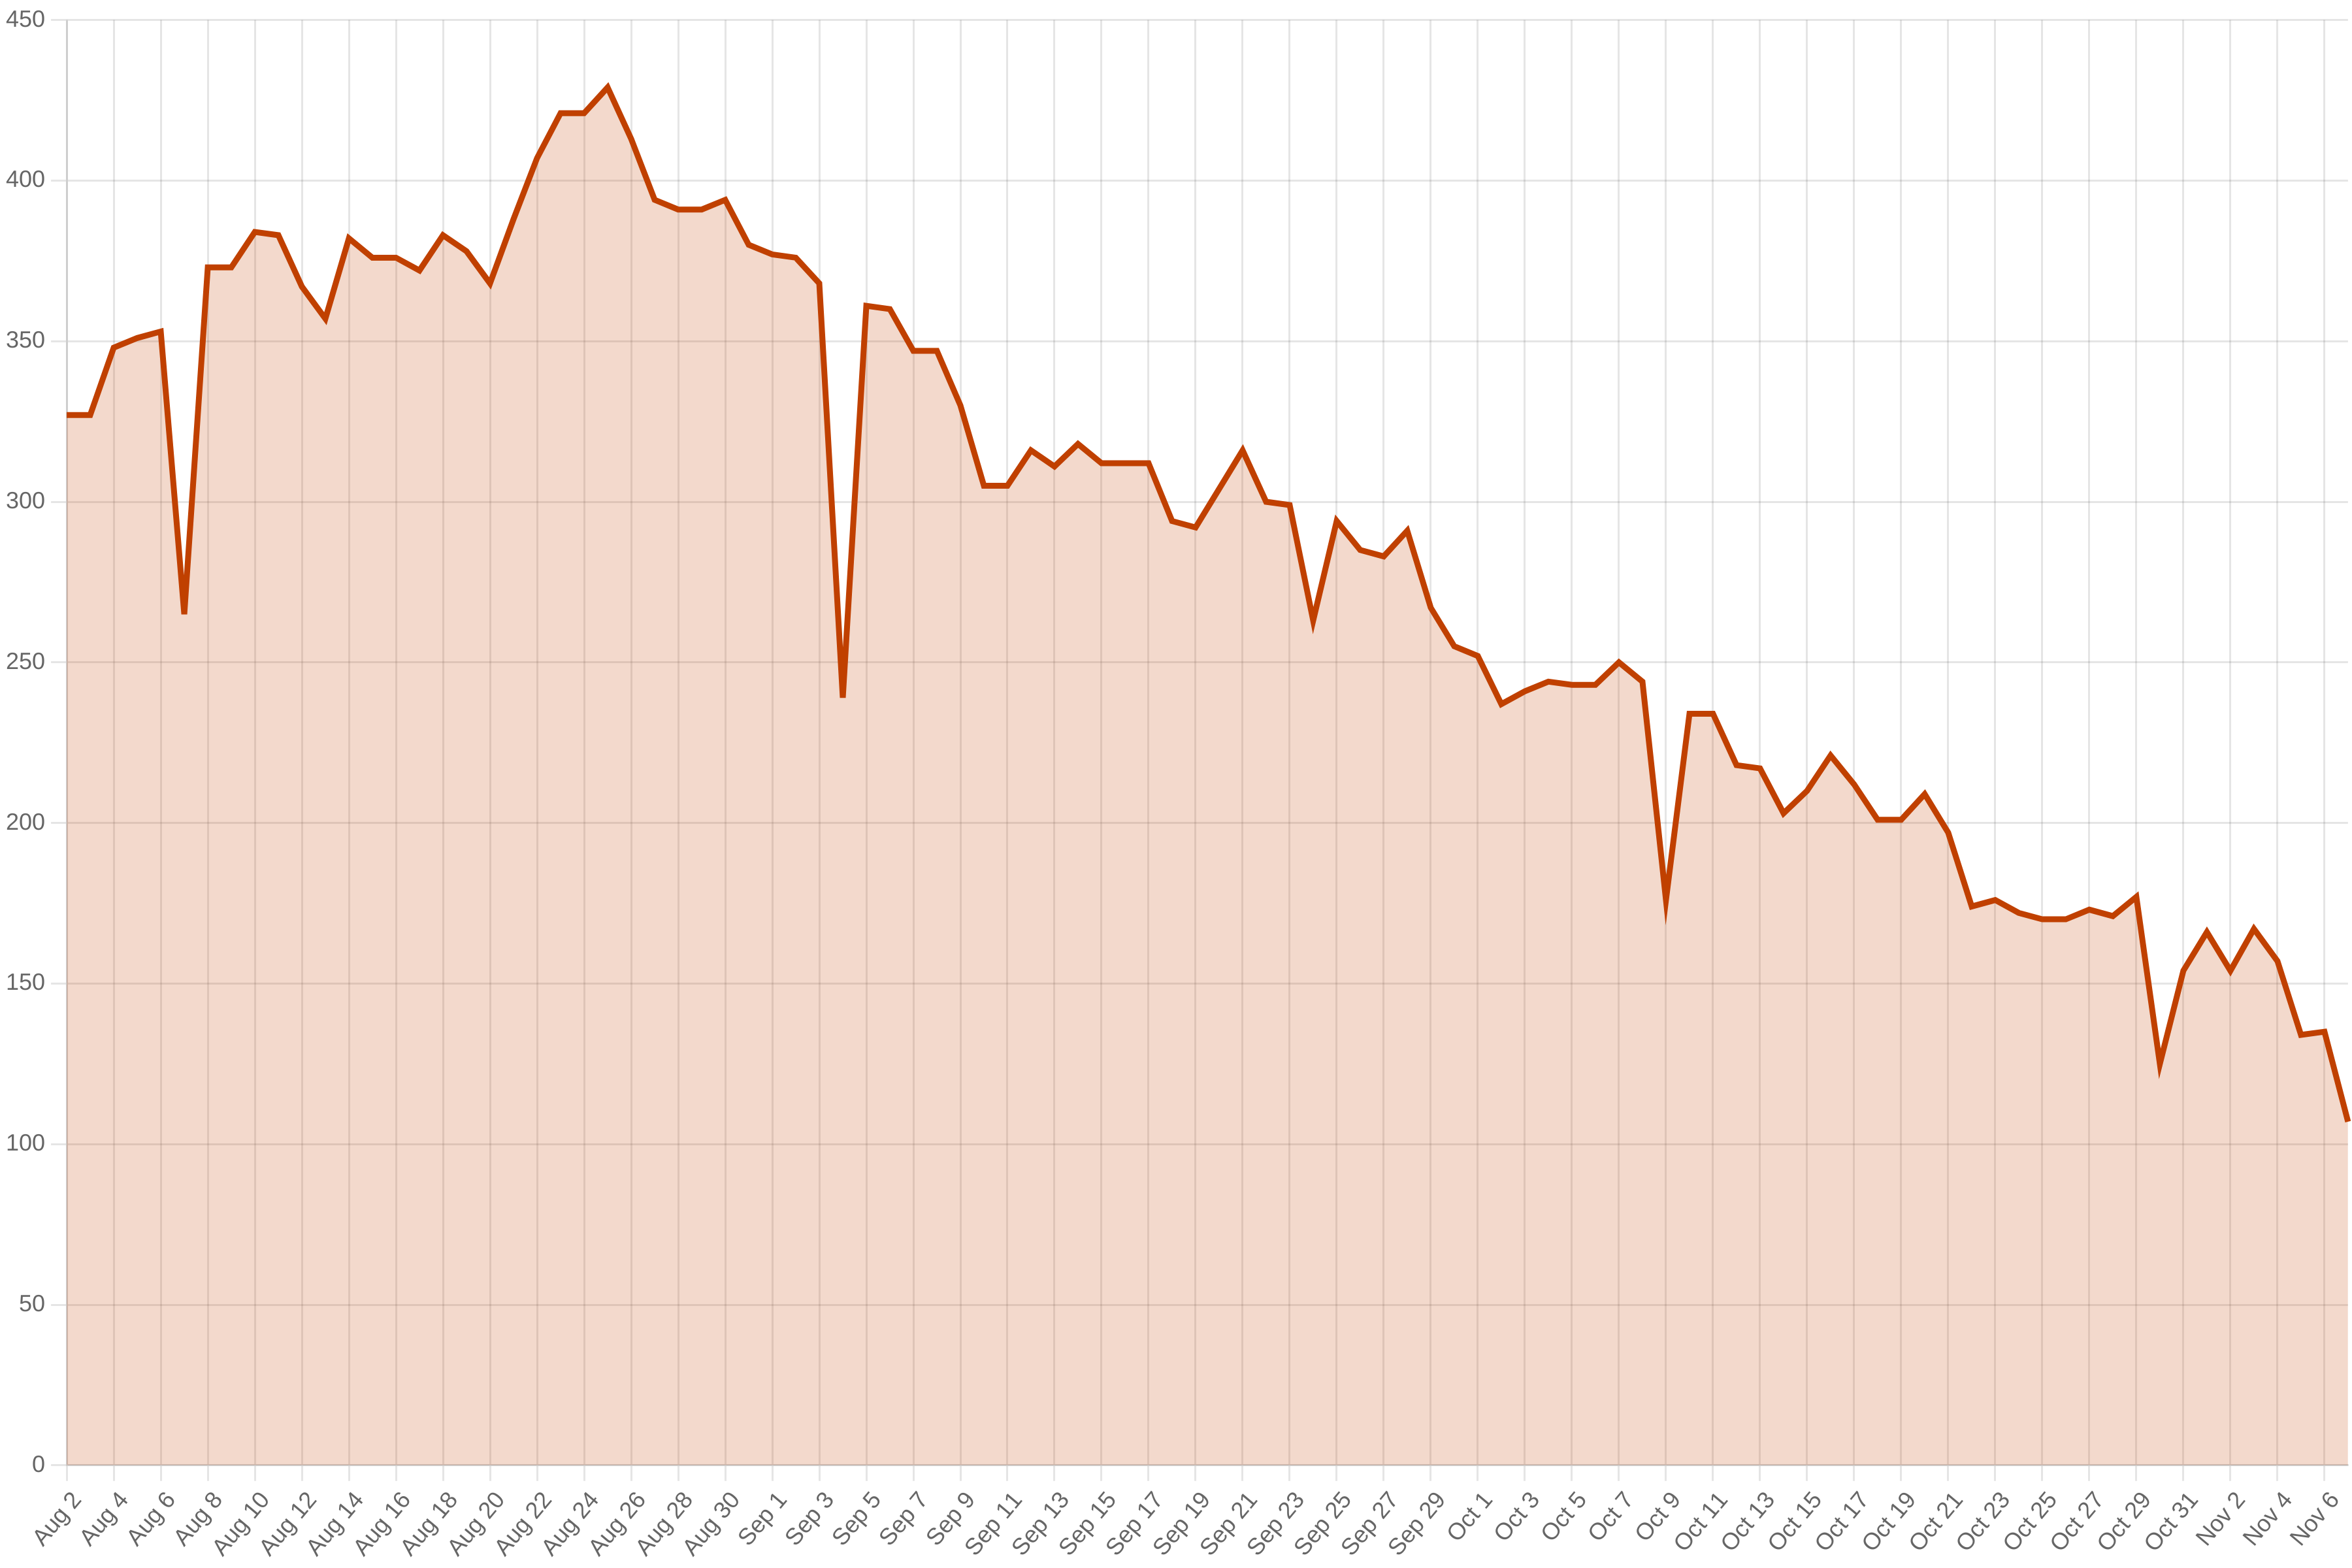 450
400
350
300
250
200
150
100
50
0
Aug 2
Aug 4
Aug 6
Aug 8
Aug 10
Aug 12
Aug 14
Aug 16
Aug 18
Aug 20
Aug 22
Aug 24
Aug 26
Aug 28
Aug 30
Sep 1
Sep 3
Sep 5
Sep 7
Sep 9
Sep 11
Sep 13
Sep 15
Sep 17
Sep 19
Sep 21
Sep 23
Sep 25
Sep 27
Sep 29
Oct 1
Oct 3
Oct 5
Oct 7
Oct 9
Oct 11
Oct 13
Oct 15
Oct 17
Oct 19
Oct 21
Oct 23
Oct 25
Oct 27
Oct 29
Oct 31
Nov 2
Nov 4
Nov 6